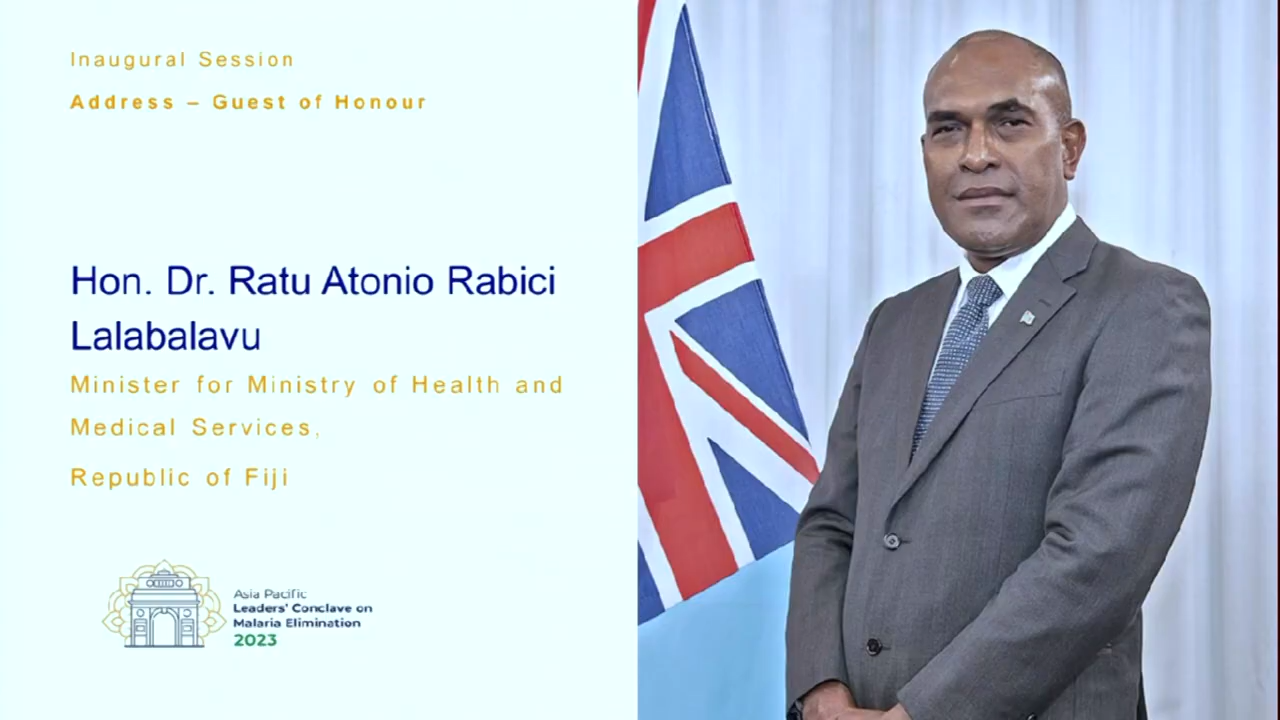 Inaugural Session
Address – Guest of Honour
Hon. Dr. Ratu Atonio Rabici
Lalabalavu
Minister for Ministry of Health and
Medical Services,
Republic of Fiji
Asia Pacific
Leaders' Conclave on
Malaria Elimination
2023